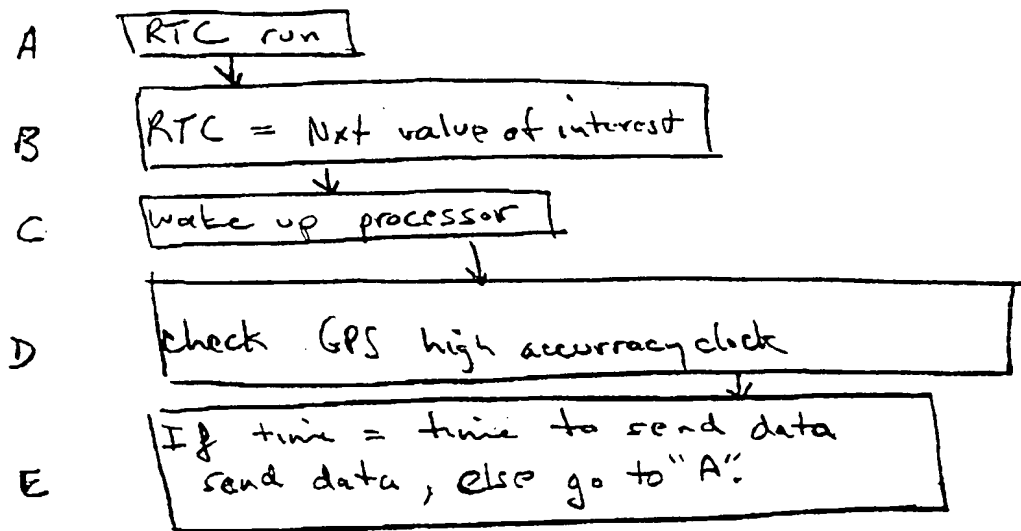 A RTC run
B RTC = Nxt value of interest
C wake up processor
D check GPS high accurracy clock
E If time = time to send data
send data, else go to "A".